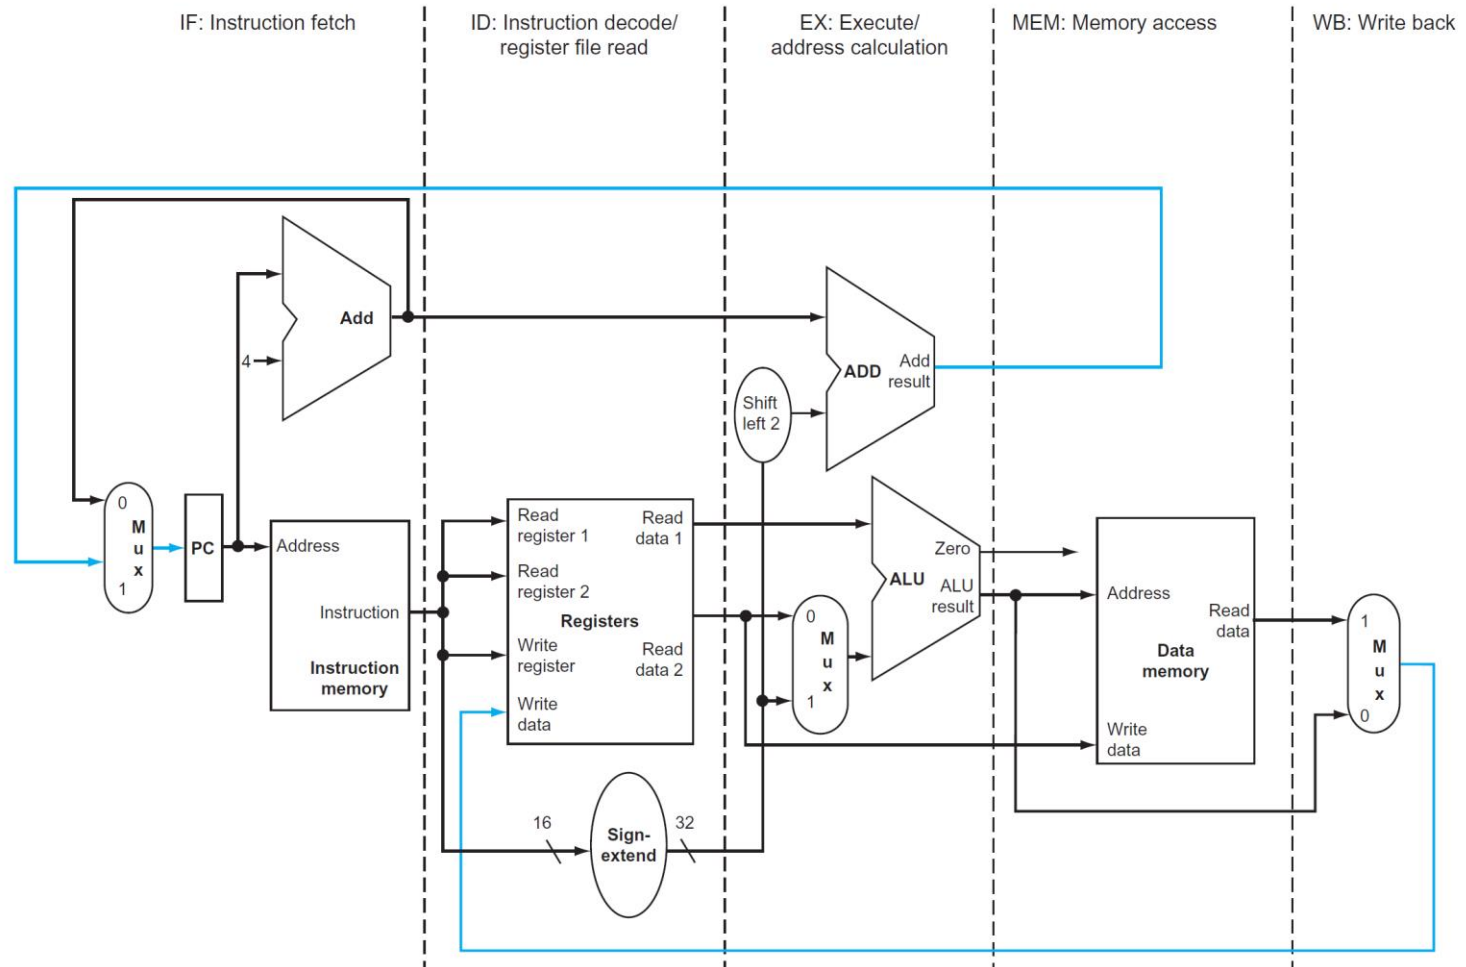 IF: Instruction fetch
ID: Instruction decode/
register file read
EX: Execute/
address calculation
MEM: Memory access
WB: Write back
Add
4
ADD
Add
result
Shift
left 2
0
M
u
x
1
PC
Address
Instruction
Instruction
memory
Read
register 1
Read
register 2
Write
register
Write
data
Registers
Read
data 1
Read
data 2
16
Sign-
extend
32
0
M
u
x
1
Zero
ALU
ALU
result
Address
Read
data
Data
memory
Write
data
1
M
u
x
0